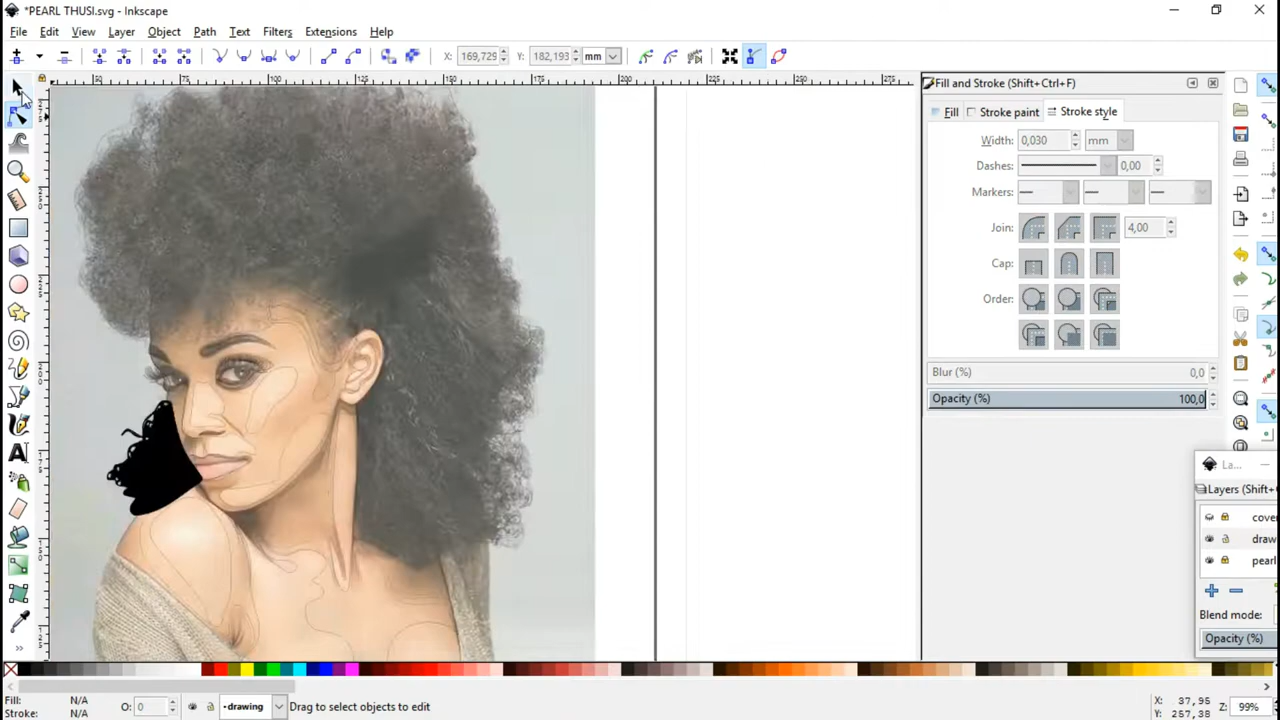 *PEARL THUSI.svg - Inkscape
File Edit View Layer Object Path Text Filters Extensions Help
X: 169,729 Y: 182,193 mm
Fill and Stroke (Shift+Ctrl+F)
Fill Stroke paint Stroke style
Width: 0,030 mm
Dashes: 0,00
Markers:
Join: 4,00
Cap:
Order:
Blur (%) 0,0
Opacity (%) 100,0
La...
Layers (Shift+
cove
draw
pearl
Blend mode:
Opacity (%)
Fill: N/A
Stroke: N/A
O: 0
•drawing
Drag to select objects to edit
X: 37,95
Y: 257,38
Z: 99%